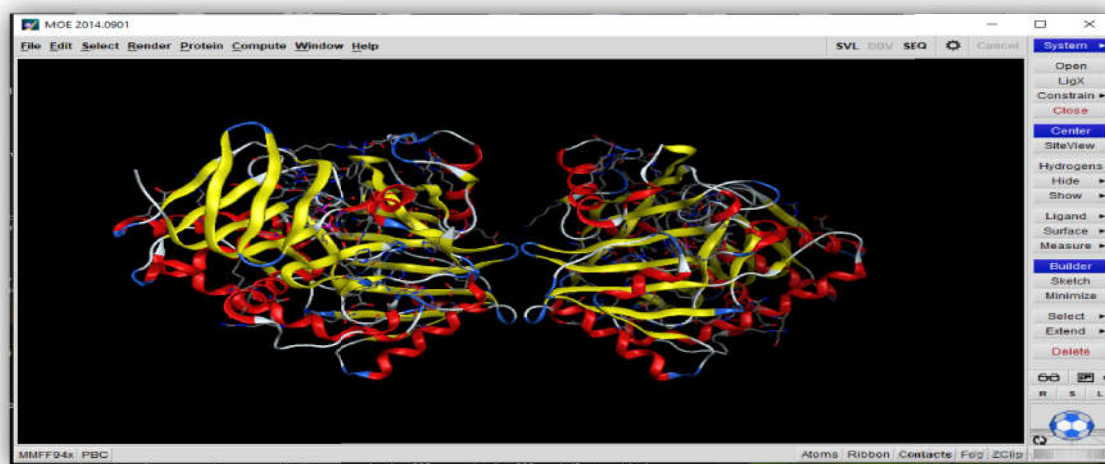 MOE 2014.0901
File Edit Select Render Protein Compute Window Help
SVL DDV SEQ Cancel
System
Open
LigX
Constrain
Close
Center
SiteView
Hydrogens
Hide
Show
Ligand
Surface
Measure
Builder
Sketch
Minimize
Select
Extend
Delete
R S L
MMFF94x PBC
Atoms Ribbon Contacts Fog ZClip